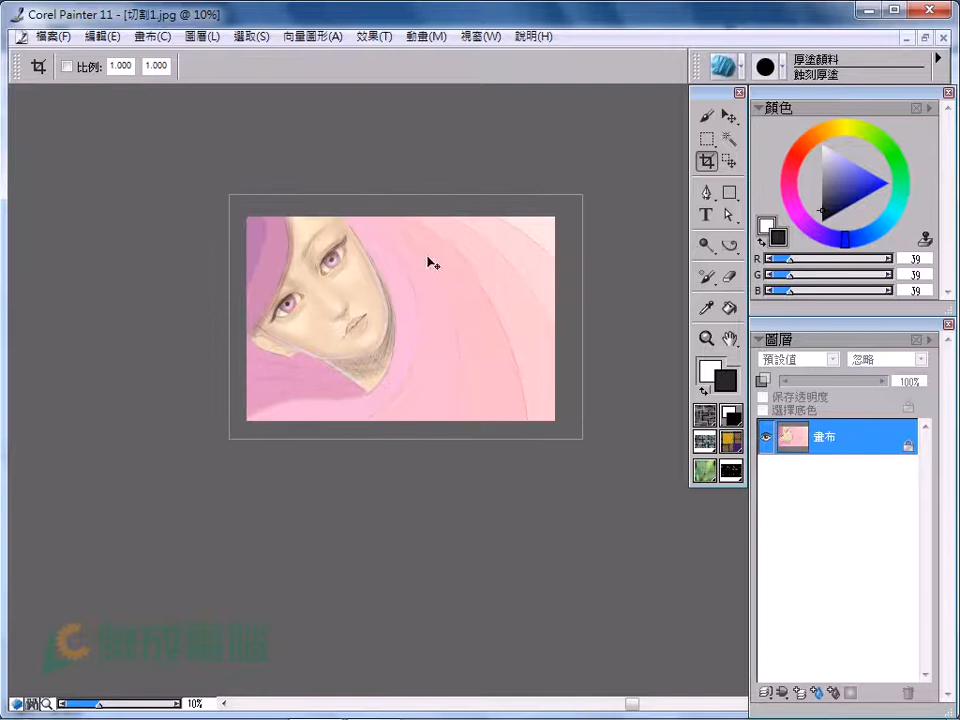 Corel Painter 11 - [切割1.jpg @ 10%]
檔案(F) 編輯(E) 畫布(C) 圖層(L) 選取(S) 向量圖形(A) 效果(T) 動畫(M) 視窗(W) 說明(H)
比例: 1.000 1.000
厚塗顏料
蝕刻厚塗
顏色
R 39
G 39
B 39
圖層
預設值 忽略
100%
保存透明度
選擇底色
畫布
10%